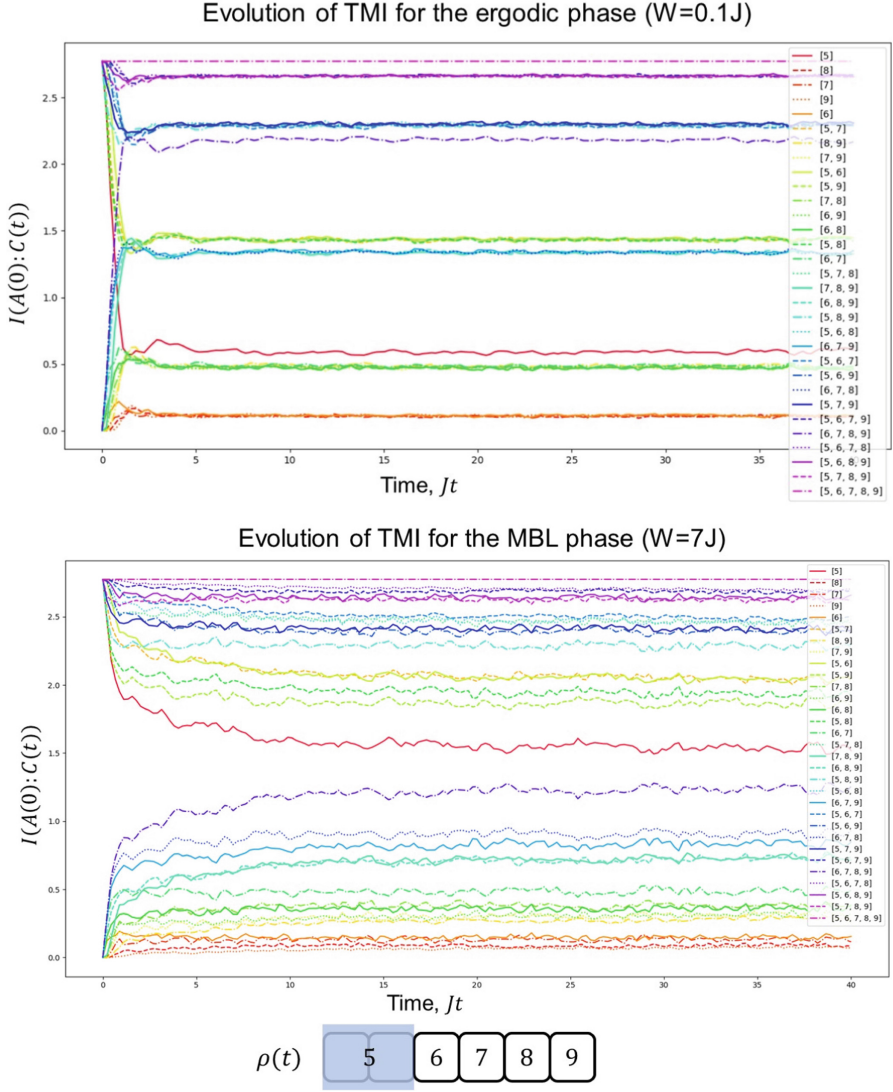 Evolution of TMI for the ergodic phase (W=0.1J)
I(A(0):C(t))
2.5
2.0
1.5
1.0
0.5
0.0
0
5
10
15
20
25
30
35
Time, Jt
[5]
[8]
[7]
[9]
[6]
[5, 7]
[8, 9]
[7, 9]
[5, 6]
[5, 9]
[7, 8]
[6, 9]
[6, 8]
[5, 8]
[6, 7]
[5, 7, 8]
[7, 8, 9]
[6, 8, 9]
[5, 8, 9]
[5, 6, 8]
[6, 7, 9]
[5, 6, 7]
[5, 6, 9]
[6, 7, 8]
[5, 7, 9]
[5, 6, 7, 9]
[6, 7, 8, 9]
[5, 6, 7, 8]
[5, 6, 8, 9]
[5, 7, 8, 9]
[5, 6, 7, 8, 9]
Evolution of TMI for the MBL phase (W=7J)
I(A(0):C(t))
2.5
2.0
1.5
1.0
0.5
0.0
0
5
10
15
20
25
30
35
40
Time, Jt
[5]
[8]
[7]
[9]
[6]
[5, 7]
[8, 9]
[7, 9]
[5, 6]
[5, 9]
[7, 8]
[6, 9]
[6, 8]
[5, 8]
[6, 7]
[5, 7, 8]
[7, 8, 9]
[6, 8, 9]
[5, 8, 9]
[5, 6, 8]
[6, 7, 9]
[5, 6, 7]
[5, 6, 9]
[6, 7, 8]
[5, 7, 9]
[5, 6, 7, 9]
[6, 7, 8, 9]
[5, 6, 7, 8]
[5, 6, 8, 9]
[5, 7, 8, 9]
[5, 6, 7, 8, 9]
ρ(t) 5 6 7 8 9